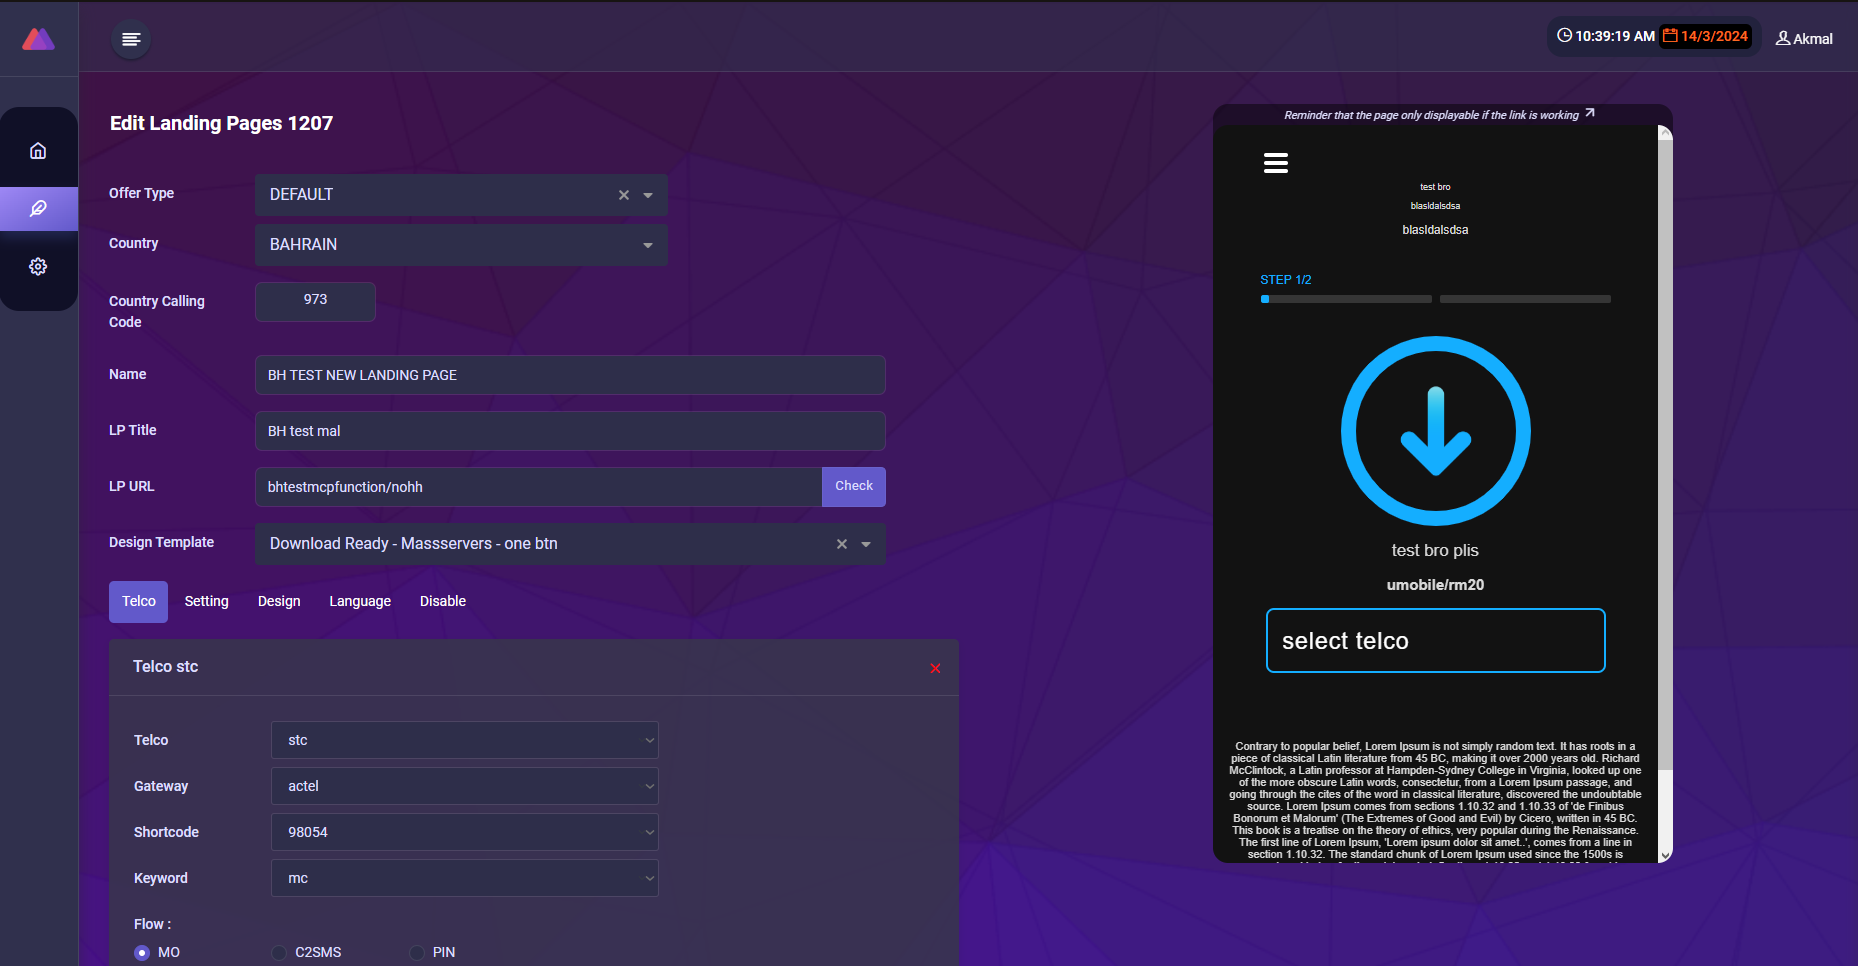 10:39:19 AM 14/3/2024 Akmal
Edit Landing Pages 1207
Offer Type DEFAULT
Country BAHRAIN
Country Calling
Code
973
Name BH TEST NEW LANDING PAGE
LP Title BH test mal
LP URL bhtestmcpfunction/nohh Check
Design Template Download Ready - Massservers - one btn
Telco Setting Design Language Disable
Telco stc
Telco stc
Gateway actel
Shortcode 98054
Keyword mc
Flow :
MO C2SMS PIN
Reminder that the page only displayable if the link is working
test bro
blasldalsdsa
blasldalsdsa
STEP 1/2
test bro plis
umobile/rm20
select telco
Contrary to popular belief, Lorem Ipsum is not simply random text. It has roots in a
piece of classical Latin literature from 45 BC, making it over 2000 years old. Richard
McClintock, a Latin professor at Hampden-Sydney College in Virginia, looked up one
of the more obscure Latin words, consectetur, from a Lorem Ipsum passage, and
going through the cites of the word in classical literature, discovered the undoubtable
source. Lorem Ipsum comes from sections 1.10.32 and 1.10.33 of 'de Finibus
Bonorum et Malorum' (The Extremes of Good and Evil) by Cicero, written in 45 BC.
This book is a treatise on the theory of ethics, very popular during the Renaissance.
The first line of Lorem Ipsum, 'Lorem ipsum dolor sit amet..', comes from a line in
section 1.10.32. The standard chunk of Lorem Ipsum used since the 1500s is